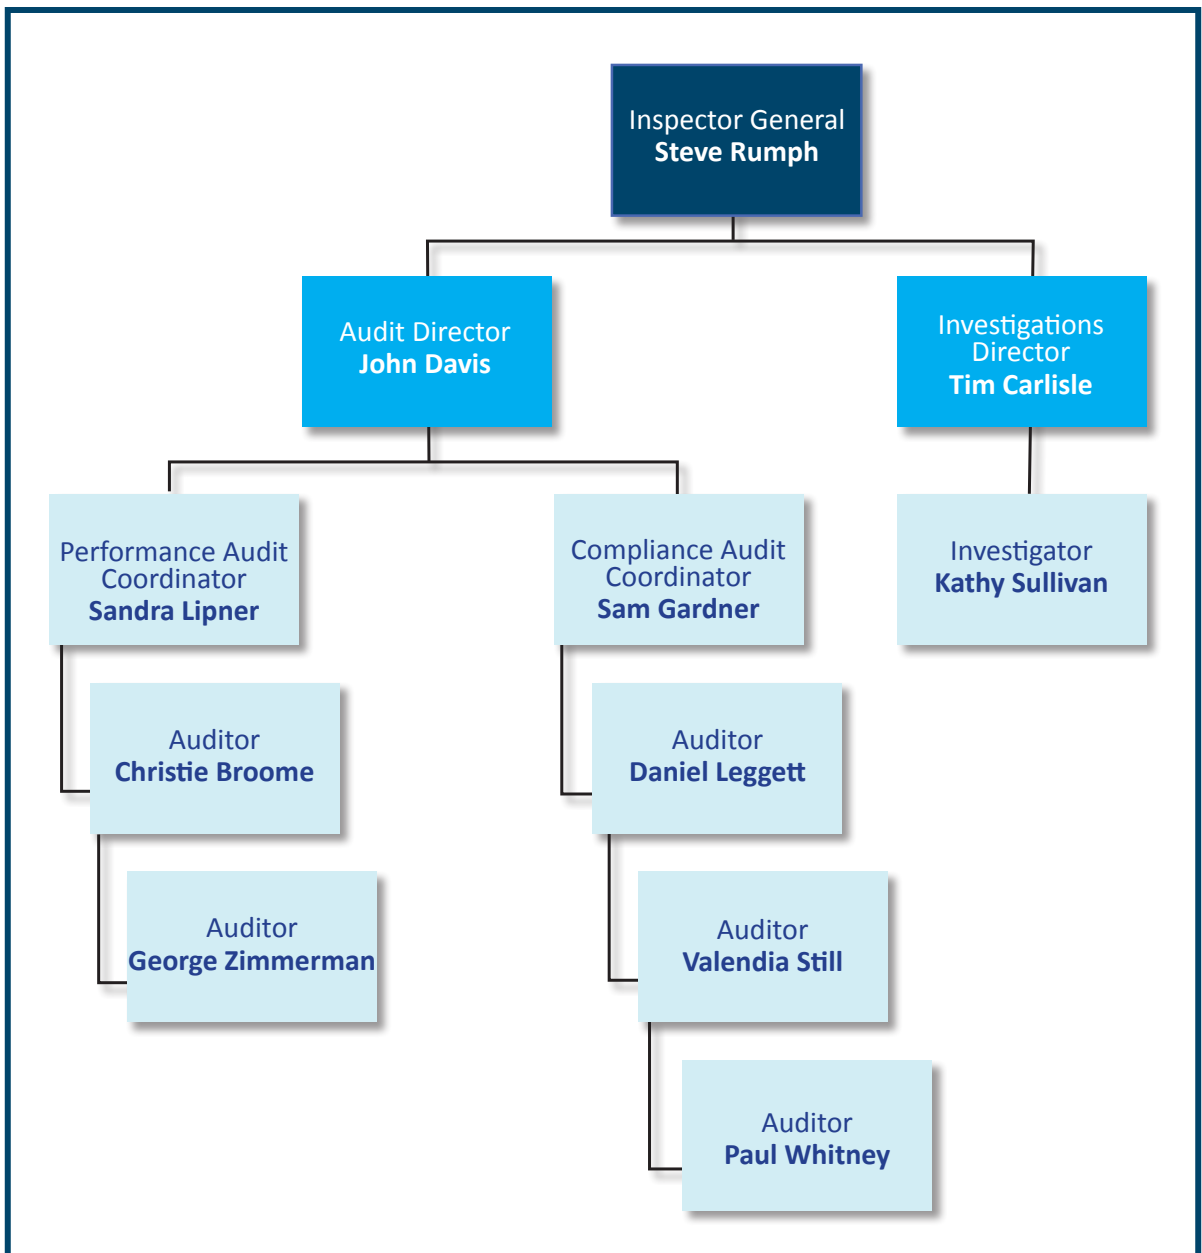 Inspector General
Steve Rumph
Audit Director
John Davis
Investigations
Director
Tim Carlisle
Performance Audit
Coordinator
Sandra Lipner
Compliance Audit
Coordinator
Sam Gardner
Investigator
Kathy Sullivan
Auditor
Christie Broome
Auditor
Daniel Leggett
Auditor
George Zimmerman
Auditor
Valendia Still
Auditor
Paul Whitney